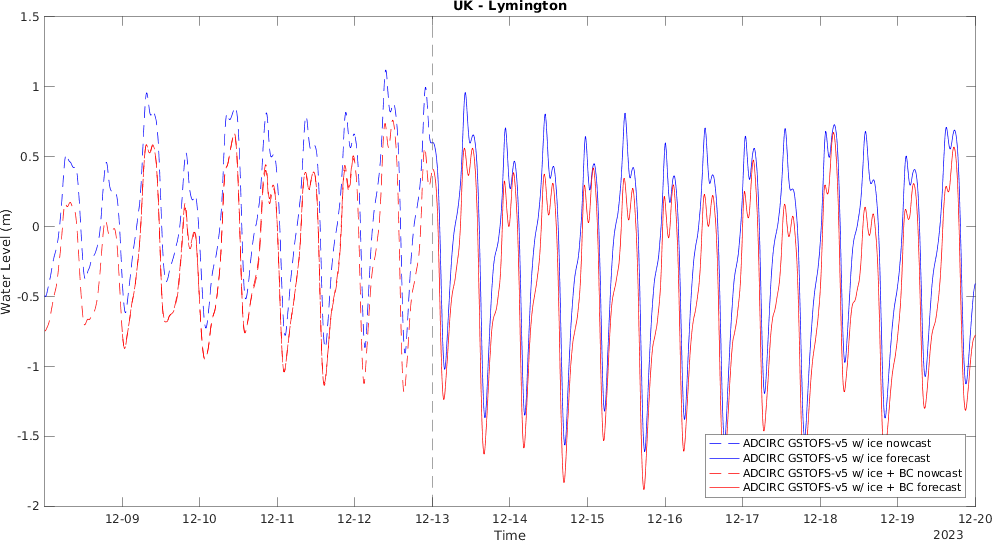 UK - Lymington
Water Level (m)
1.5
1
0.5
0
-0.5
-1
-1.5
-2
ADCIRC GSTOFS-v5 w/ ice nowcast
ADCIRC GSTOFS-v5 w/ ice forecast
ADCIRC GSTOFS-v5 w/ ice + BC nowcast
ADCIRC GSTOFS-v5 w/ ice + BC forecast
12-09 12-10 12-11 12-12 12-13 12-14 12-15 12-16 12-17 12-18 12-19 12-20
Time
2023